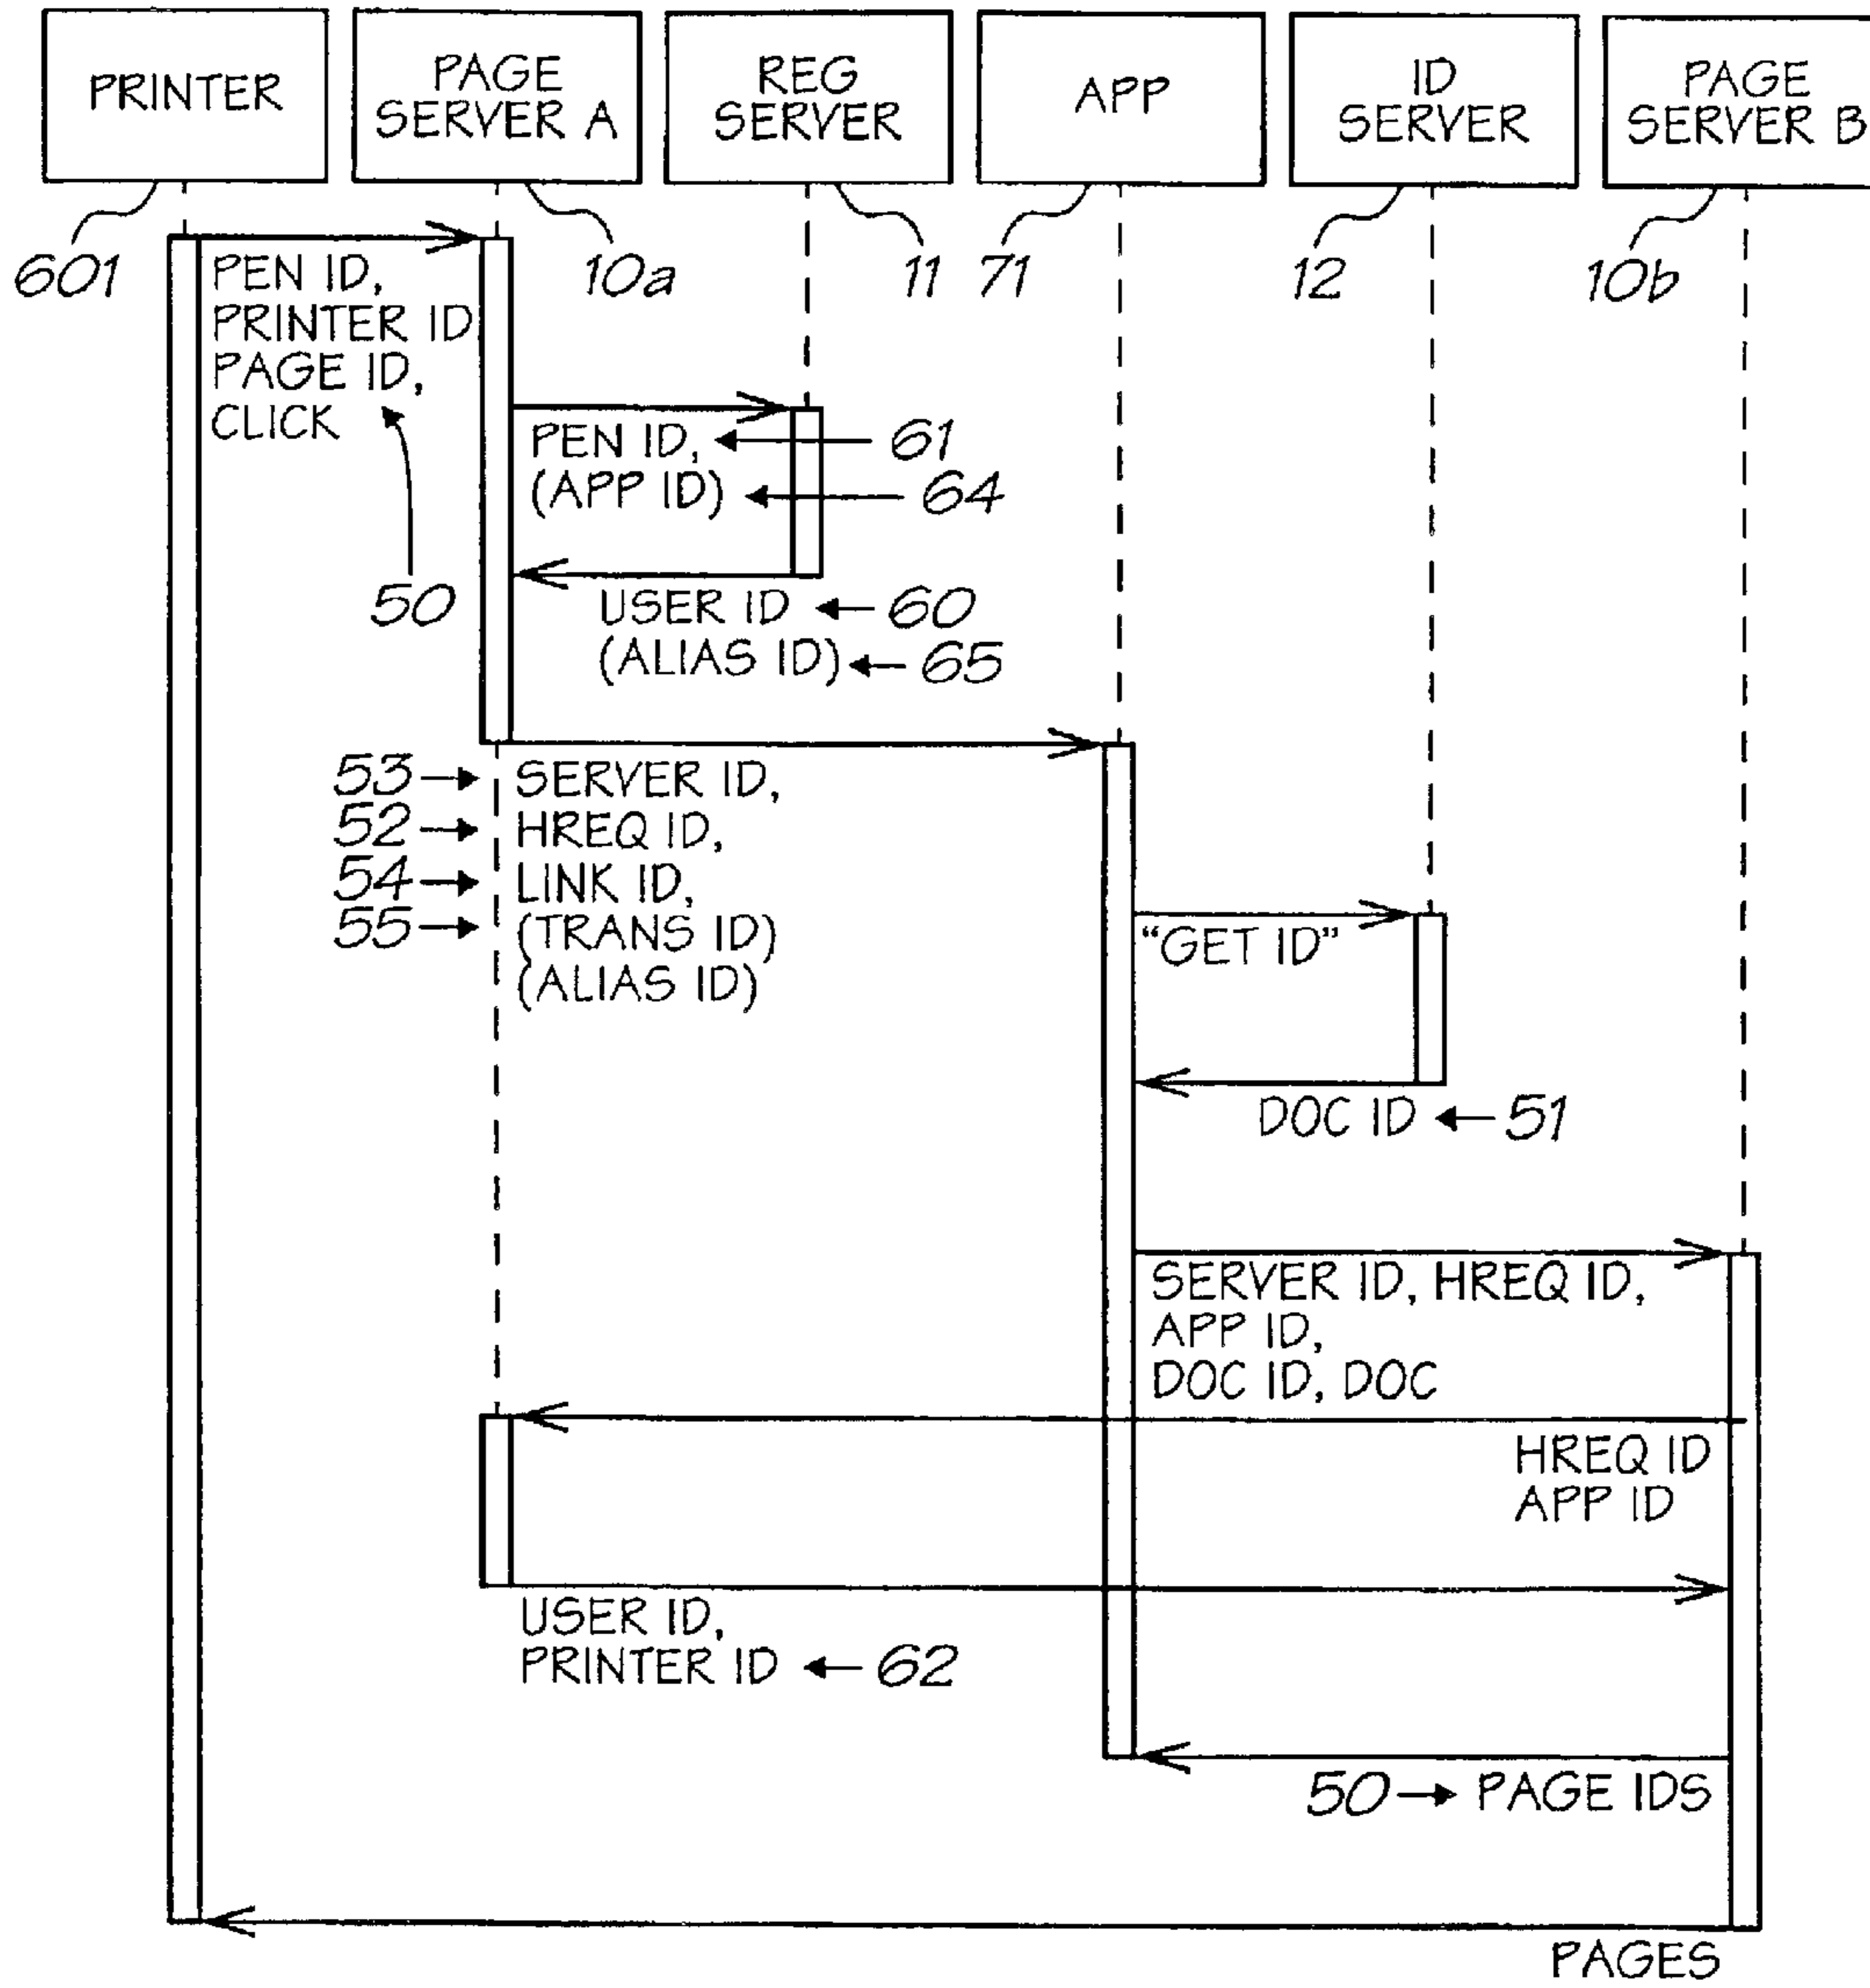 PRINTER
PAGE
SERVER A
REG
SERVER
APP
ID
SERVER
PAGE
SERVER B
601
10a
11
71
12
10b
PEN ID,
PRINTER ID
PAGE ID,
CLICK
50
PEN ID,
61
(APP ID)
64
USER ID
60
(ALIAS ID)
65
53
SERVER ID,
52
HREQ ID,
54
LINK ID,
55
(TRANS ID)
(ALIAS ID)
"GET ID"
DOC ID
51
SERVER ID, HREQ ID,
APP ID,
DOC ID, DOC
HREQ ID
APP ID
USER ID,
PRINTER ID
62
50
PAGE IDS
PAGES